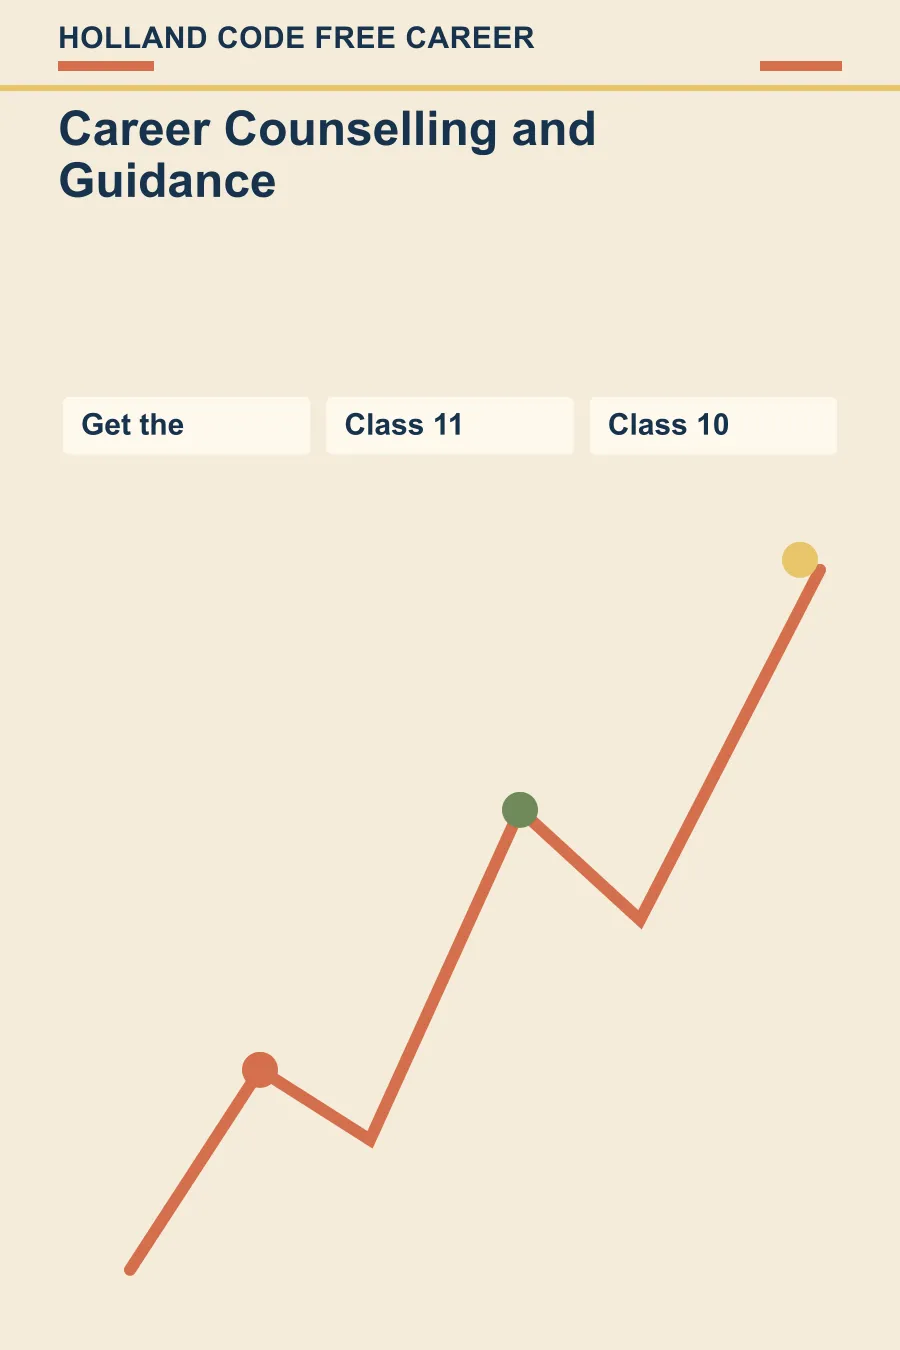 HOLLAND CODE FREE CAREER
Career Counselling and
Guidance
Get the
Class 11
Class 10